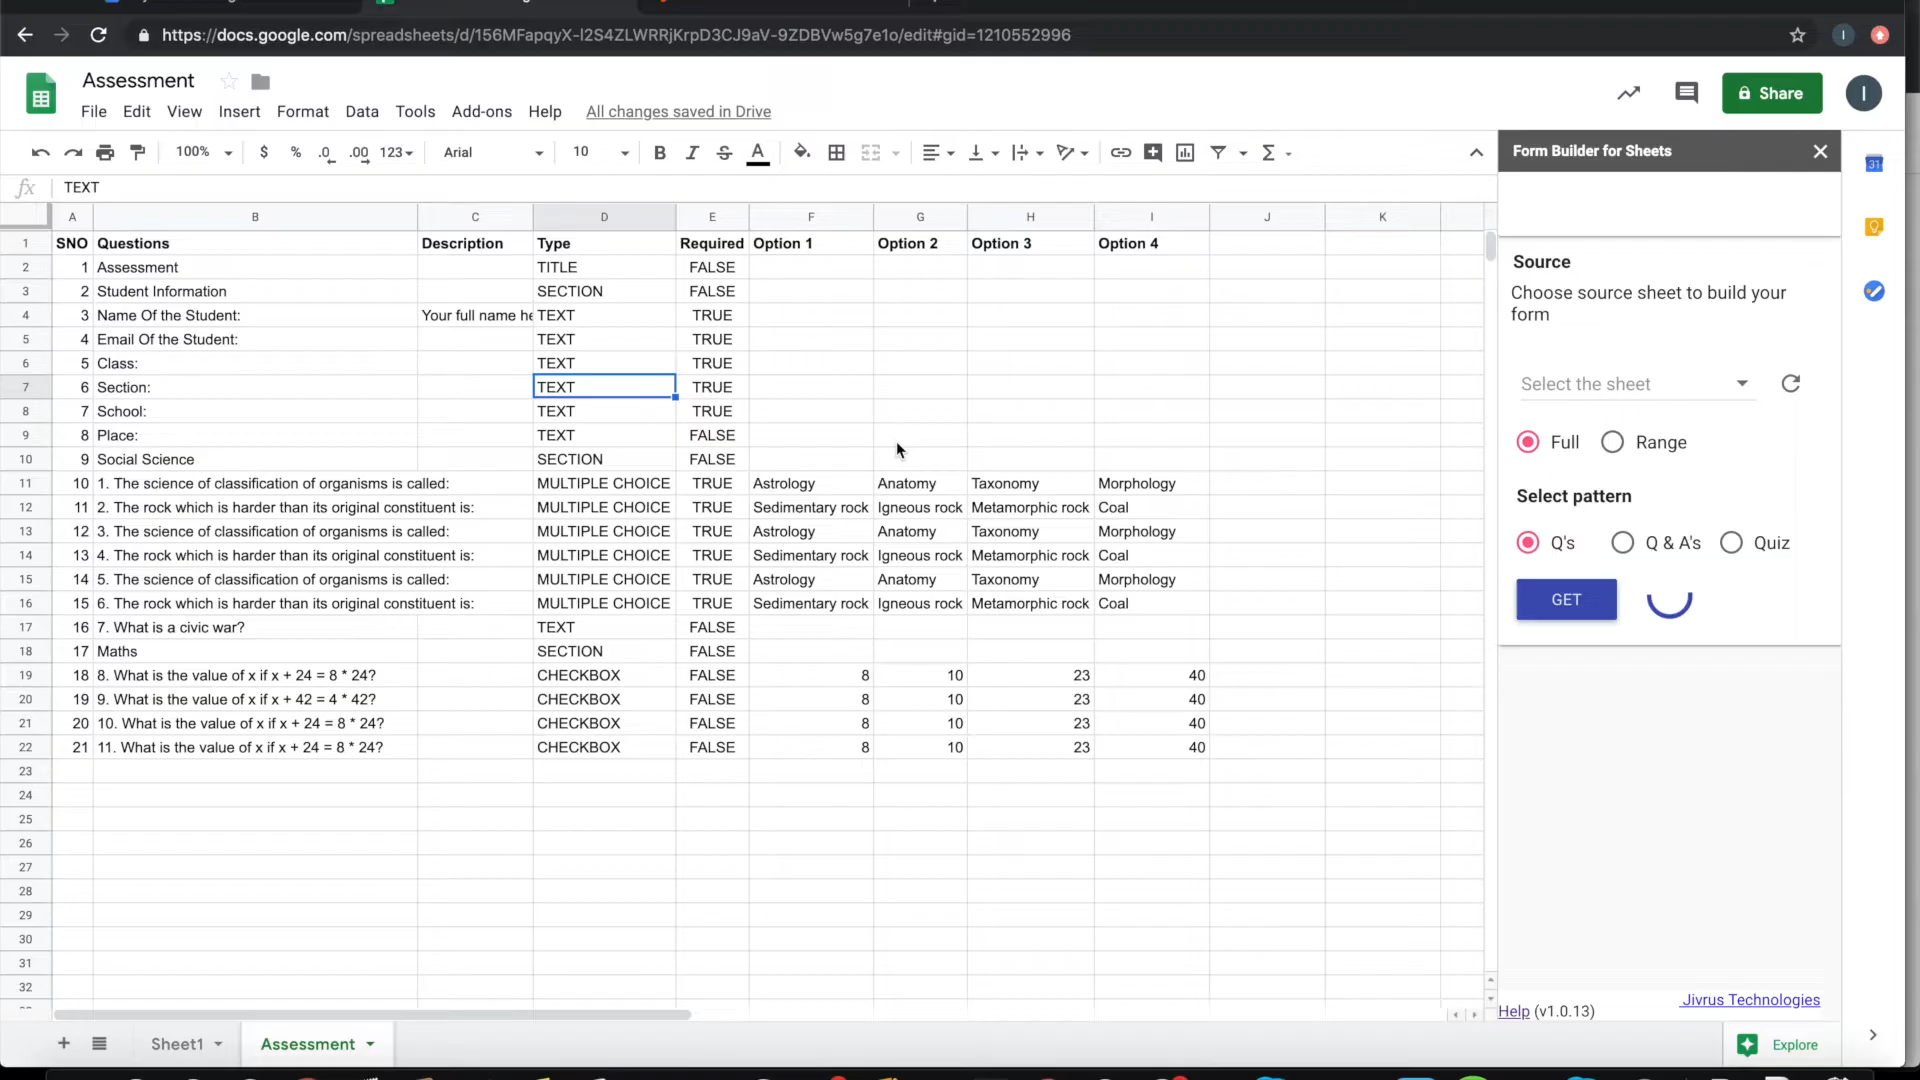 https://docs.google.com/spreadsheets/d/156MFapqyX-I2S4ZLWRRjKrpD3CJ9aV-9ZDBVw5g7e1o/edit#gid=1210552996
I
Assessment
File Edit View Insert Format Data Tools Add-ons Help All changes saved in Drive
Share
I
100% $ % .0 .00 123 Arial 10 B I S A
fx TEXT
A B C D E F G H I J K
1 SNO Questions Description Type Required Option 1 Option 2 Option 3 Option 4
2 1 Assessment TITLE FALSE
3 2 Student Information SECTION FALSE
4 3 Name Of the Student: Your full name he TEXT TRUE
5 4 Email Of the Student: TEXT TRUE
6 5 Class: TEXT TRUE
7 6 Section: TEXT TRUE
8 7 School: TEXT TRUE
9 8 Place: TEXT FALSE
10 9 Social Science SECTION FALSE
11 10 1. The science of classification of organisms is called: MULTIPLE CHOICE TRUE Astrology Anatomy Taxonomy Morphology
12 11 2. The rock which is harder than its original constituent is: MULTIPLE CHOICE TRUE Sedimentary rock Igneous rock Metamorphic rock Coal
13 12 3. The science of classification of organisms is called: MULTIPLE CHOICE TRUE Astrology Anatomy Taxonomy Morphology
14 13 4. The rock which is harder than its original constituent is: MULTIPLE CHOICE TRUE Sedimentary rock Igneous rock Metamorphic rock Coal
15 14 5. The science of classification of organisms is called: MULTIPLE CHOICE TRUE Astrology Anatomy Taxonomy Morphology
16 15 6. The rock which is harder than its original constituent is: MULTIPLE CHOICE TRUE Sedimentary rock Igneous rock Metamorphic rock Coal
17 16 7. What is a civic war? TEXT FALSE
18 17 Maths SECTION FALSE
19 18 8. What is the value of x if x + 24 = 8 * 24? CHECKBOX FALSE 8 10 23 40
20 19 9. What is the value of x if x + 42 = 4 * 42? CHECKBOX FALSE 8 10 23 40
21 20 10. What is the value of x if x + 24 = 8 * 24? CHECKBOX FALSE 8 10 23 40
22 21 11. What is the value of x if x + 24 = 8 * 24? CHECKBOX FALSE 8 10 23 40
23
24
25
26
27
28
29
30
31
32
Form Builder for Sheets
Source
Choose source sheet to build your
form
Select the sheet
Full Range
Select pattern
Q's Q & A's Quiz
GET
Jivrus Technologies
Help (v1.0.13)
31
Sheet1 Assessment
Explore